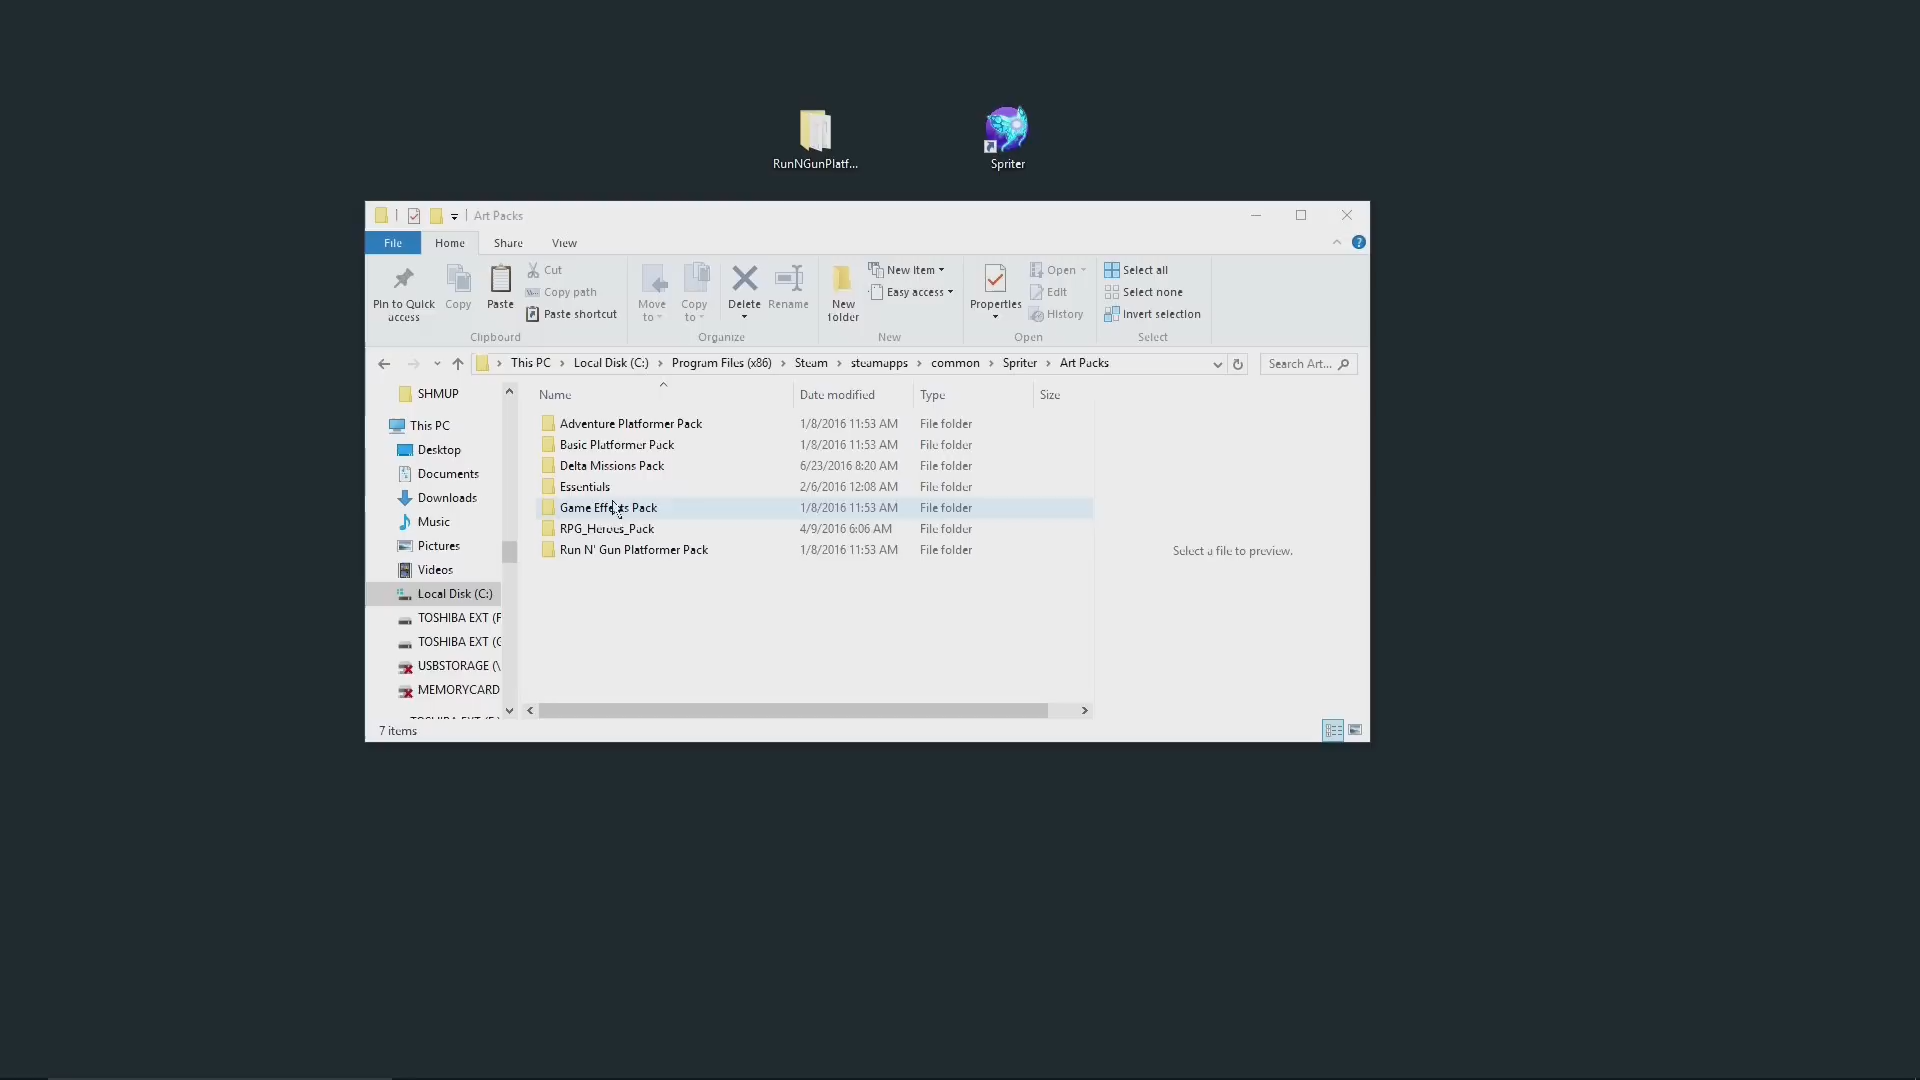 RunNGunPlatf...
Spriter
Art Packs
File Home Share View
Pin to Quick access
Copy
Paste
Cut
Copy path
Paste shortcut
Clipboard
Move to
Copy to
Delete
Rename
Organize
New folder
New item
Easy access
New
Properties
Open
Edit
History
Open
Select all
Select none
Invert selection
Select
This PC > Local Disk (C:) > Program Files (x86) > Steam > steamapps > common > Spriter > Art Packs
Search Art...
SHMUP
This PC
Desktop
Documents
Downloads
Music
Pictures
Videos
Local Disk (C:)
TOSHIBA EXT (F
TOSHIBA EXT (G
USBSTORAGE (\
MEMORYCARD
Name Date modified Type Size
Adventure Platformer Pack 1/8/2016 11:53 AM File folder
Basic Platformer Pack 1/8/2016 11:53 AM File folder
Delta Missions Pack 6/23/2016 8:20 AM File folder
Essentials 2/6/2016 12:08 AM File folder
Game Effects Pack 1/8/2016 11:53 AM File folder
RPG_Heroes_Pack 4/9/2016 6:06 AM File folder
Run N' Gun Platformer Pack 1/8/2016 11:53 AM File folder
Select a file to preview.
7 items